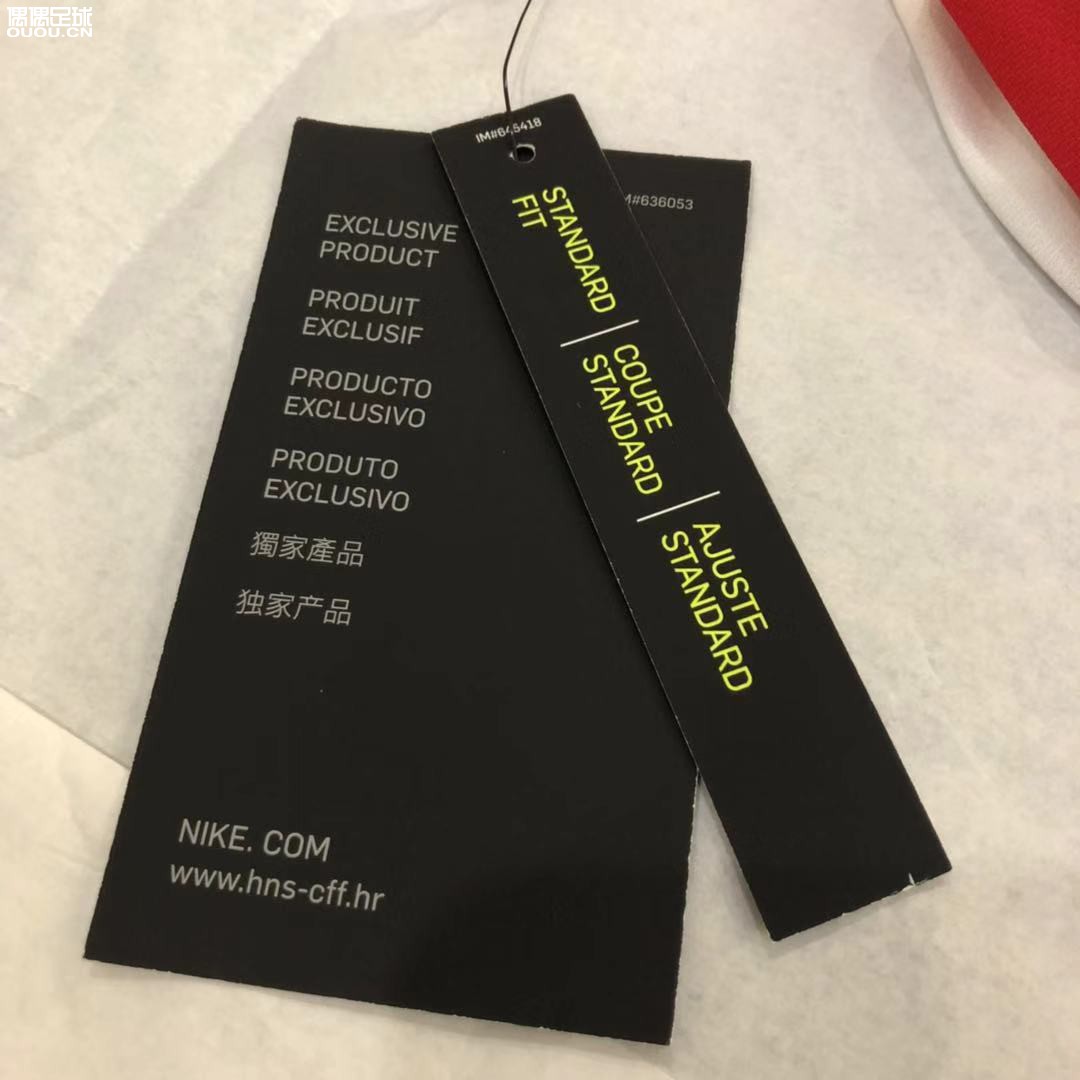 偶偶足球
OUOU.CN
IM#645418
STANDARD
FIT
COUPE
STANDARD
AJUSTE
STANDARD
M#636053
EXCLUSIVE
PRODUCT
PRODUIT
EXCLUSIF
PRODUCTO
EXCLUSIVO
PRODUTO
EXCLUSIVO
獨家產品
独家产品
NIKE. COM
www.hns-cff.hr